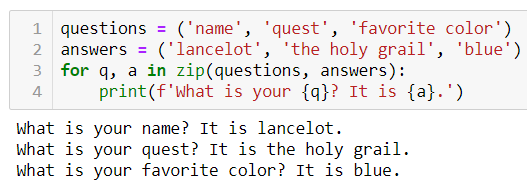 1 questions = ('name', 'quest', 'favorite color')
2 answers = ('lancelot', 'the holy grail', 'blue')
3 for q, a in zip(questions, answers):
4     print(f'What is your {q}? It is {a}.')
What is your name? It is lancelot.
What is your quest? It is the holy grail.
What is your favorite color? It is blue.